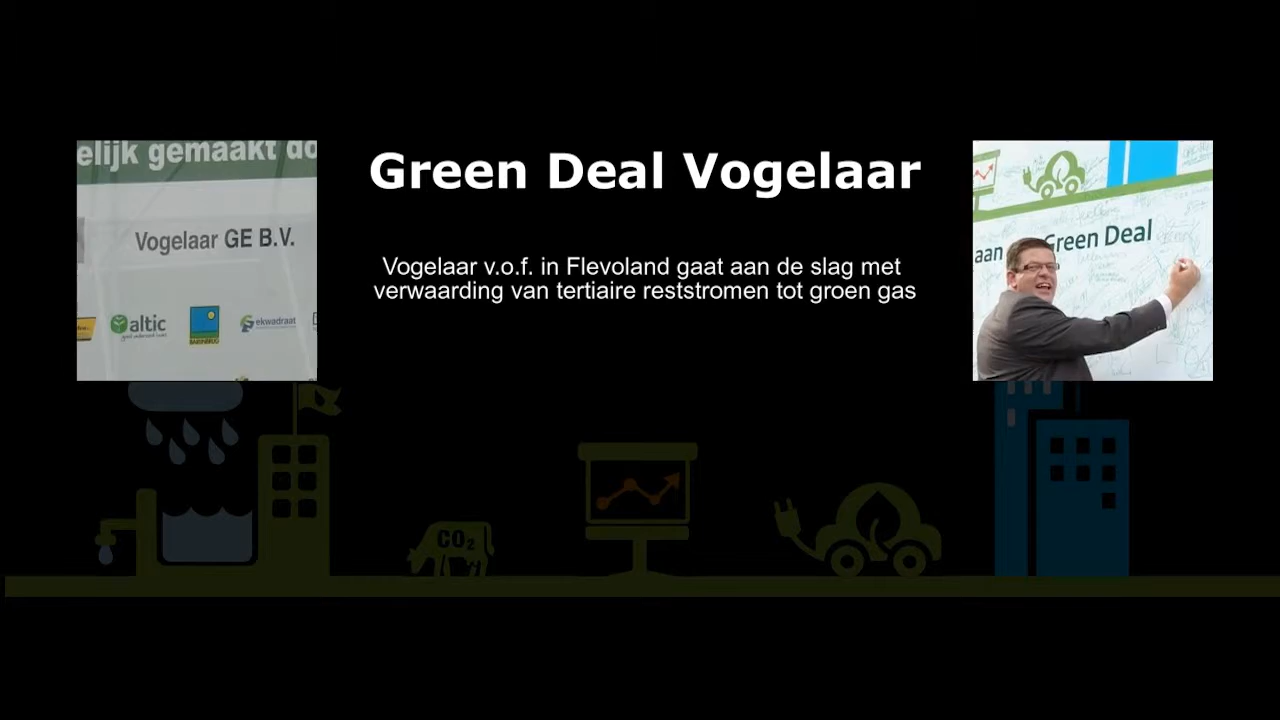 elijk gemaakt do
Green Deal Vogelaar
Vogelaar GE B.V.
aan
Green Deal
Vogelaar v.o.f. in Flevoland gaat aan de slag met
verwaarding van tertiaire reststromen tot groen gas
altic
BARENBRUG
ekwadraat
CO2